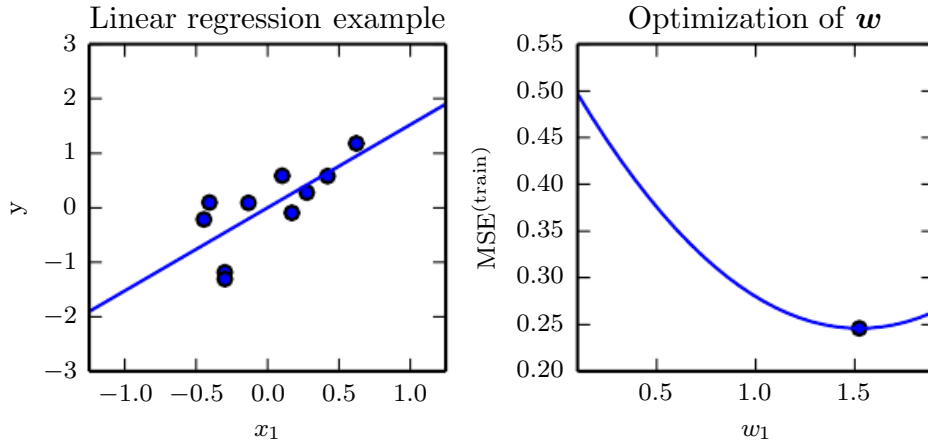 Linear regression example
3
2
1
0
−1
−2
−3
y
−1.0 −0.5 0.0 0.5 1.0
x1
Optimization of w
0.55
0.50
0.45
0.40
0.35
0.30
0.25
0.20
MSE(train)
0.5 1.0 1.5
w1